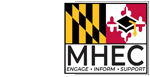 MHEC
ENGAGE • INFORM • SUPPORT